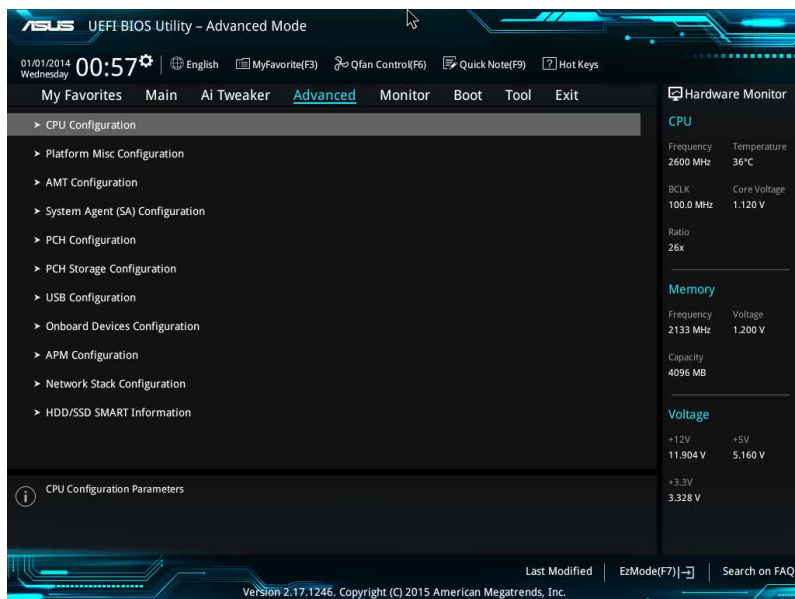 ASUS UEFI BIOS Utility – Advanced Mode
01/01/2014
Wednesday
00:57
English
MyFavorite(F3)
Qfan Control(F6)
Quick Note(F9)
? Hot Keys
My Favorites
Main
Ai Tweaker
Advanced
Monitor
Boot
Tool
Exit
> CPU Configuration
> Platform Misc Configuration
> AMT Configuration
> System Agent (SA) Configuration
> PCH Configuration
> PCH Storage Configuration
> USB Configuration
> Onboard Devices Configuration
> APM Configuration
> Network Stack Configuration
> HDD/SSD SMART Information
i CPU Configuration Parameters
Hardware Monitor
CPU
Frequency Temperature
2600 MHz 36°C
BCLK Core Voltage
100.0 MHz 1.120 V
Ratio
26x
Memory
Frequency Voltage
2133 MHz 1.200 V
Capacity
4096 MB
Voltage
+12V +5V
11.904 V 5.160 V
+3.3V
3.328 V
Last Modified
EzMode(F7)
Search on FAQ
Version 2.17.1246. Copyright (C) 2015 American Megatrends, Inc.